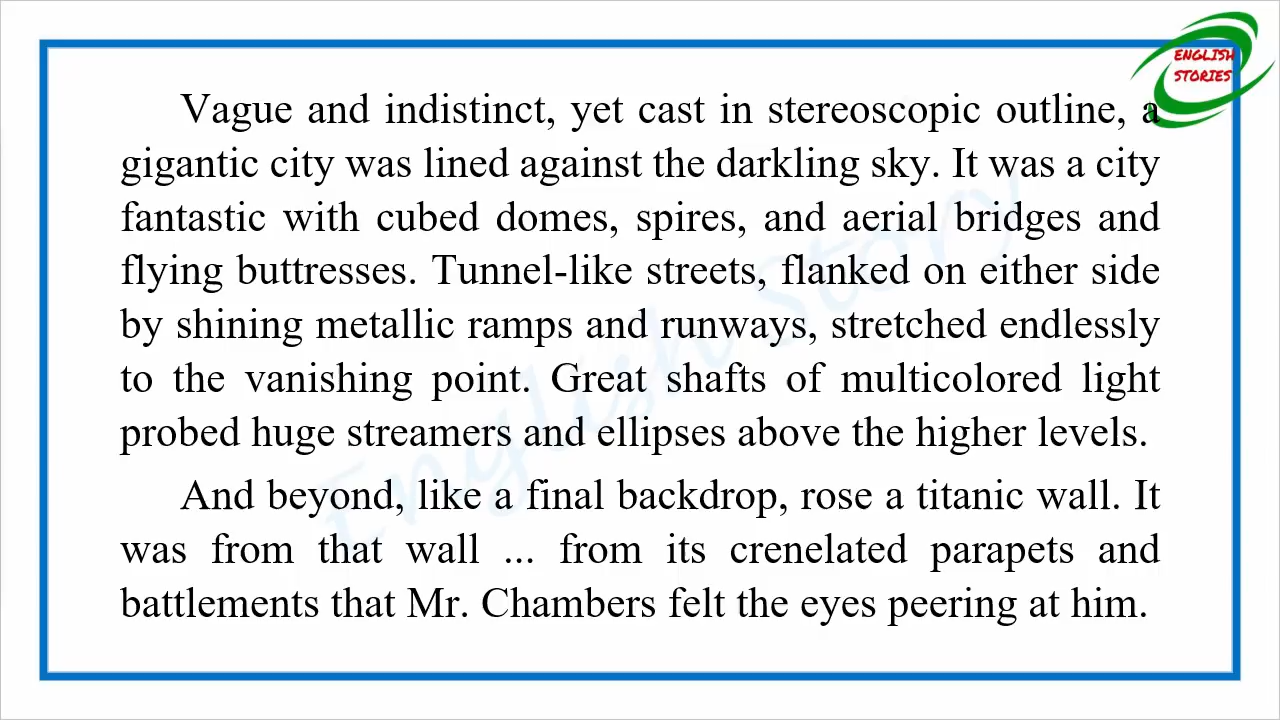 ENGLISH
STORIES
Vague and indistinct, yet cast in stereoscopic outline, a
gigantic city was lined against the darkling sky. It was a city
fantastic with cubed domes, spires, and aerial bridges and
flying buttresses. Tunnel-like streets, flanked on either side
by shining metallic ramps and runways, stretched endlessly
to the vanishing point. Great shafts of multicolored light
probed huge streamers and ellipses above the higher levels.
And beyond, like a final backdrop, rose a titanic wall. It
was from that wall ... from its crenelated parapets and
battlements that Mr. Chambers felt the eyes peering at him.
English Story